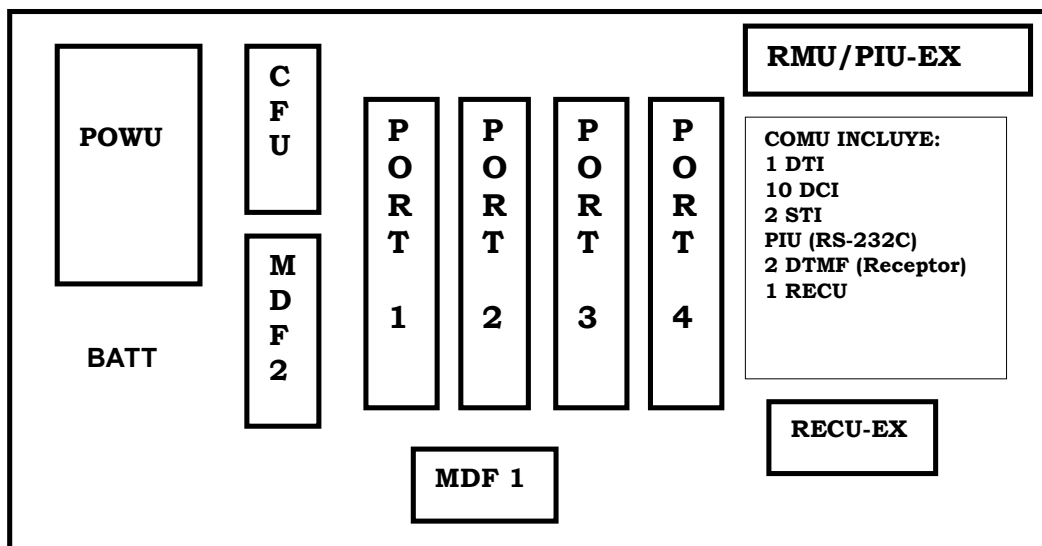 POWU
BATT
C
F
U
M
D
F
2
P
O
R
T
1
P
O
R
T
2
P
O
R
T
3
P
O
R
T
4
MDF 1
RMU/PIU-EX
COMU INCLUYE:
1 DTI
10 DCI
2 STI
PIU (RS-232C)
2 DTMF (Receptor)
1 RECU
RECU-EX